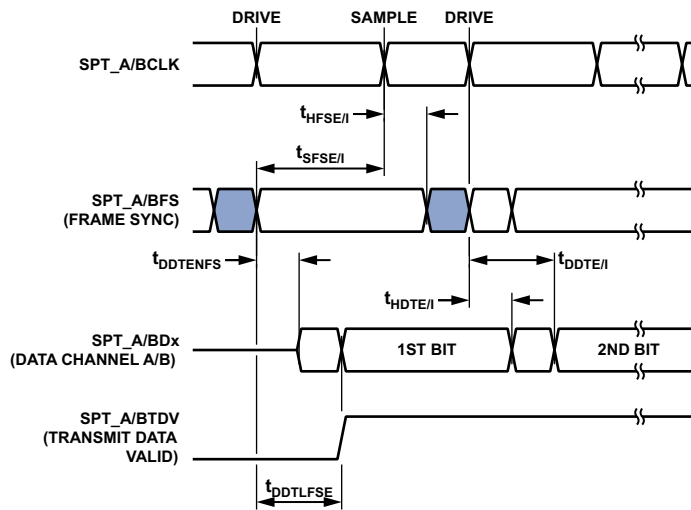 DRIVE SAMPLE DRIVE
SPT_A/BCLK
tHFSE/I
tSFSE/I
SPT_A/BFS
(FRAME SYNC)
tDDTENFS
tDDTE/I
tHDTE/I
SPT_A/BDx
(DATA CHANNEL A/B)
1ST BIT 2ND BIT
SPT_A/BTDV
(TRANSMIT DATA
VALID)
tDDTLFSE